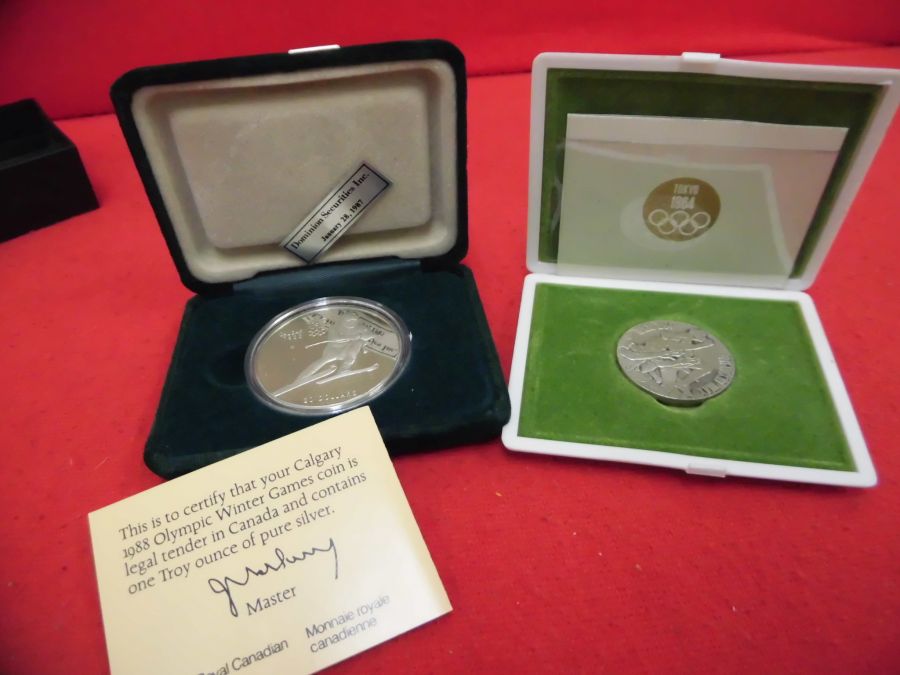 Dominion Securities Inc.
January 28, 1987
TOKYO
1964
20 DOLLARS
This is to certify that your Calgary
1988 Olympic Winter Games coin is
legal tender in Canada and contains
one Troy ounce of pure silver.
Master
Royal Canadian
Monnaie royale
canadienne